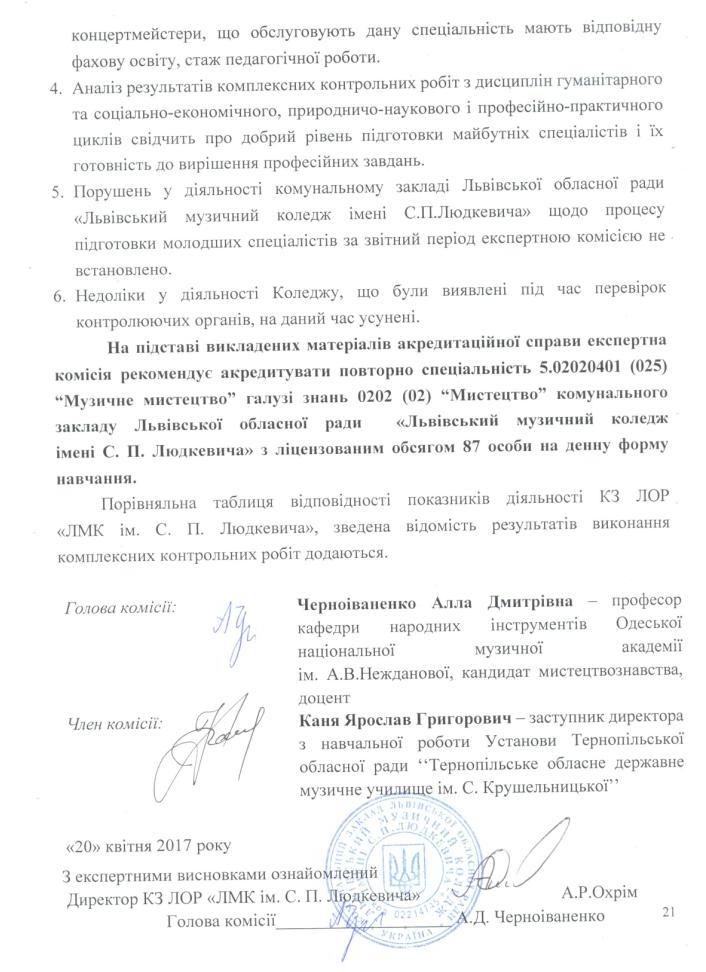 концертмейстери, що обслуговують дану спеціальність мають відповідну
фахову освіту, стаж педагогічної роботи.
4. Аналіз результатів комплексних контрольних робіт з дисциплін гуманітарного
та соціально-економічного, природничо-наукового і професійно-практичного
циклів свідчить про добрий рівень підготовки майбутніх спеціалістів і їх
готовність до вирішення професійних завдань.
5. Порушень у діяльності комунальному закладі Львівської обласної ради
«Львівський музичний коледж імені С.П.Людкевича» щодо процесу
підготовки молодших спеціалістів за звітний період експертною комісією не
встановлено.
6. Недоліки у діяльності Коледжу, що були виявлені під час перевірок
контролюючих органів, на даний час усунені.
На підставі викладених матеріалів акредитаційної справи експертна
комісія рекомендує акредитувати повторно спеціальність 5.02020401 (025)
“Музичне мистецтво” галузі знань 0202 (02) “Мистецтво” комунального
закладу Львівської обласної ради «Львівський музичний коледж
імені С. П. Людкевича» з ліцензованим обсягом 87 особи на денну форму
навчання.
Порівняльна таблиця відповідності показників діяльності КЗ ЛОР
«ЛМК ім. С. П. Людкевича», зведена відомість результатів виконання
комплексних контрольних робіт додаються.
Голова комісії:
Черноіваненко Алла Дмитрівна – професор
кафедри народних інструментів Одеської
національної музичної академії
ім. А.В.Нежданової, кандидат мистецтвознавства,
доцент
Член комісії:
Каня Ярослав Григорович – заступник директора
з навчальної роботи Установи Тернопільської
обласної ради ‘‘Тернопільське обласне державне
музичне училище ім. С. Крушельницької’’
«20» квітня 2017 року
З експертними висновками ознайомлений
Директор КЗ ЛОР «ЛМК ім. С. П. Людкевича» А.Р.Охрім
Голова комісії____________________ А.Д. Черноіваненко
21